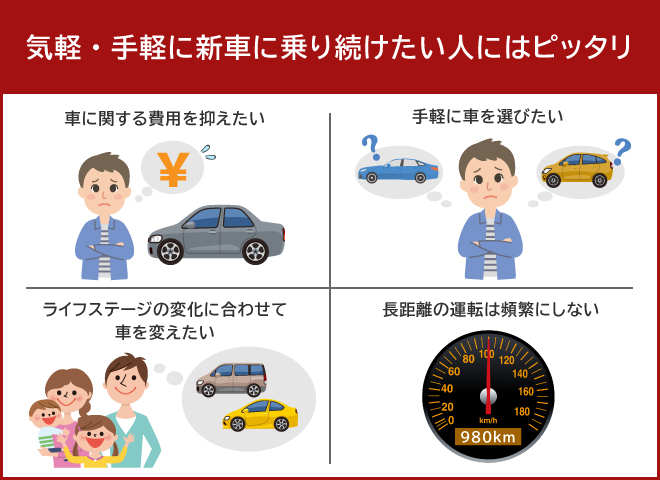 気軽・手軽に新車に乗り続けたい人にはピッタリ
車に関する費用を抑えたい
¥
手軽に車を選びたい
?
?
ライフステージの変化に合わせて
車を変えたい
長距離の運転は頻繁にしない
0
20
40
60
80
100
120
140
160
180
km/h
980km